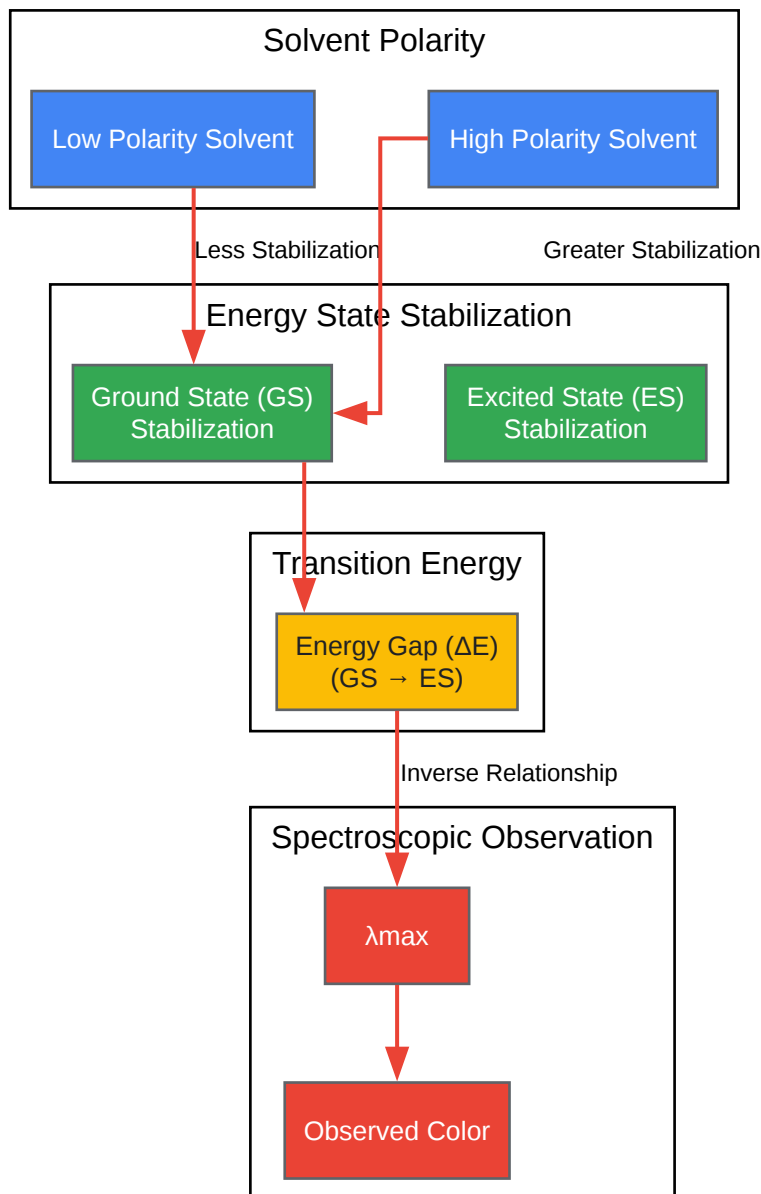 Solvent Polarity
Low Polarity Solvent
High Polarity Solvent
Less Stabilization
Greater Stabilization
Energy State Stabilization
Ground State (GS)
Stabilization
Excited State (ES)
Stabilization
Transition Energy
Energy Gap (ΔE)
(GS → ES)
Inverse Relationship
Spectroscopic Observation
λmax
Observed Color